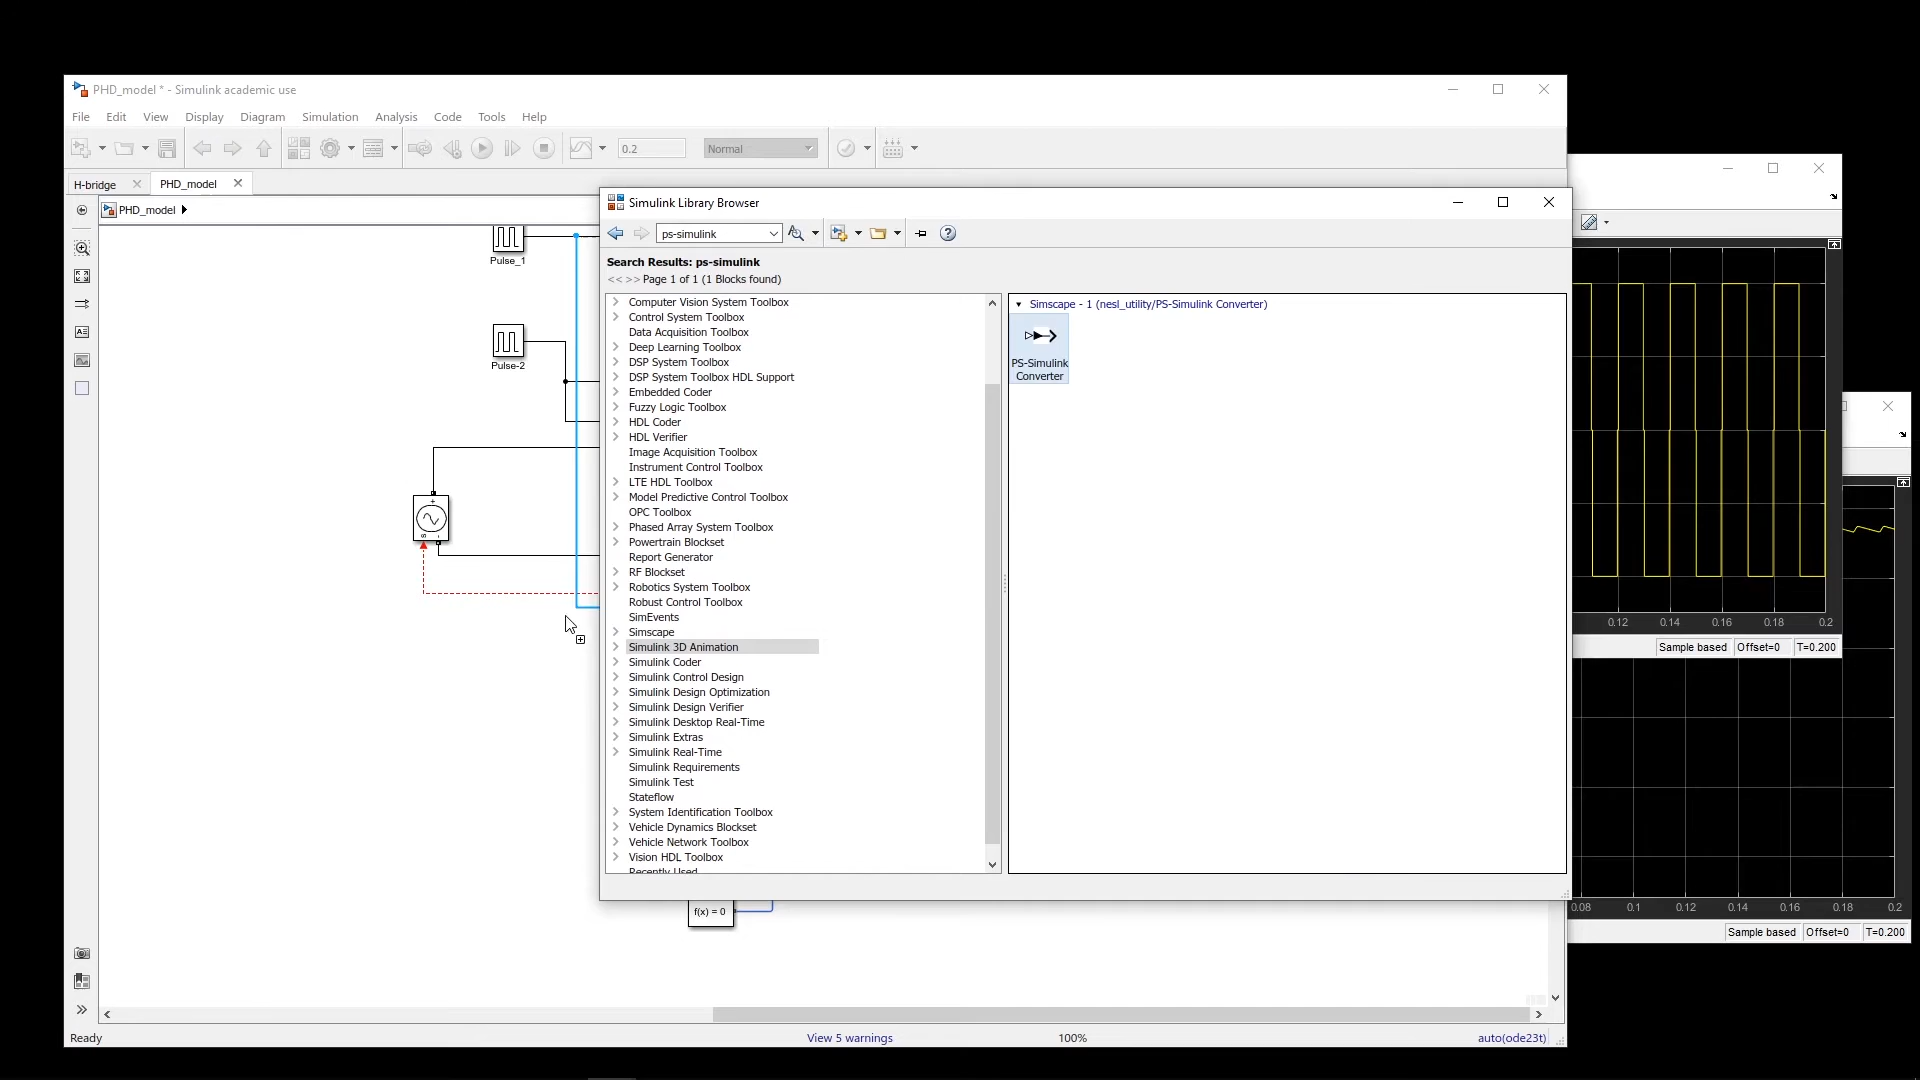 PHD_model * - Simulink academic use
File Edit View Display Diagram Simulation Analysis Code Tools Help
0.2 Normal
H-bridge PHD_model
PHD_model
Pulse_1
Pulse-2
+
s -
f(x) = 0
Ready View 5 warnings 100% auto(ode23t)
Simulink Library Browser
ps-simulink
Search Results: ps-simulink
<< >> Page 1 of 1 (1 Blocks found)
Computer Vision System Toolbox
Control System Toolbox
Data Acquisition Toolbox
Deep Learning Toolbox
DSP System Toolbox
DSP System Toolbox HDL Support
Embedded Coder
Fuzzy Logic Toolbox
HDL Coder
HDL Verifier
Image Acquisition Toolbox
Instrument Control Toolbox
LTE HDL Toolbox
Model Predictive Control Toolbox
OPC Toolbox
Phased Array System Toolbox
Powertrain Blockset
Report Generator
RF Blockset
Robotics System Toolbox
Robust Control Toolbox
SimEvents
Simscape
Simulink 3D Animation
Simulink Coder
Simulink Control Design
Simulink Design Optimization
Simulink Design Verifier
Simulink Desktop Real-Time
Simulink Extras
Simulink Real-Time
Simulink Requirements
Simulink Test
Stateflow
System Identification Toolbox
Vehicle Dynamics Blockset
Vehicle Network Toolbox
Vision HDL Toolbox
Recently Used
Simscape - 1 (nesl_utility/PS-Simulink Converter)
PS-Simulink
Converter
0.12 0.14 0.16 0.18 0.2
Sample based Offset=0 T=0.200
0.08 0.1 0.12 0.14 0.16 0.18 0.2
Sample based Offset=0 T=0.200